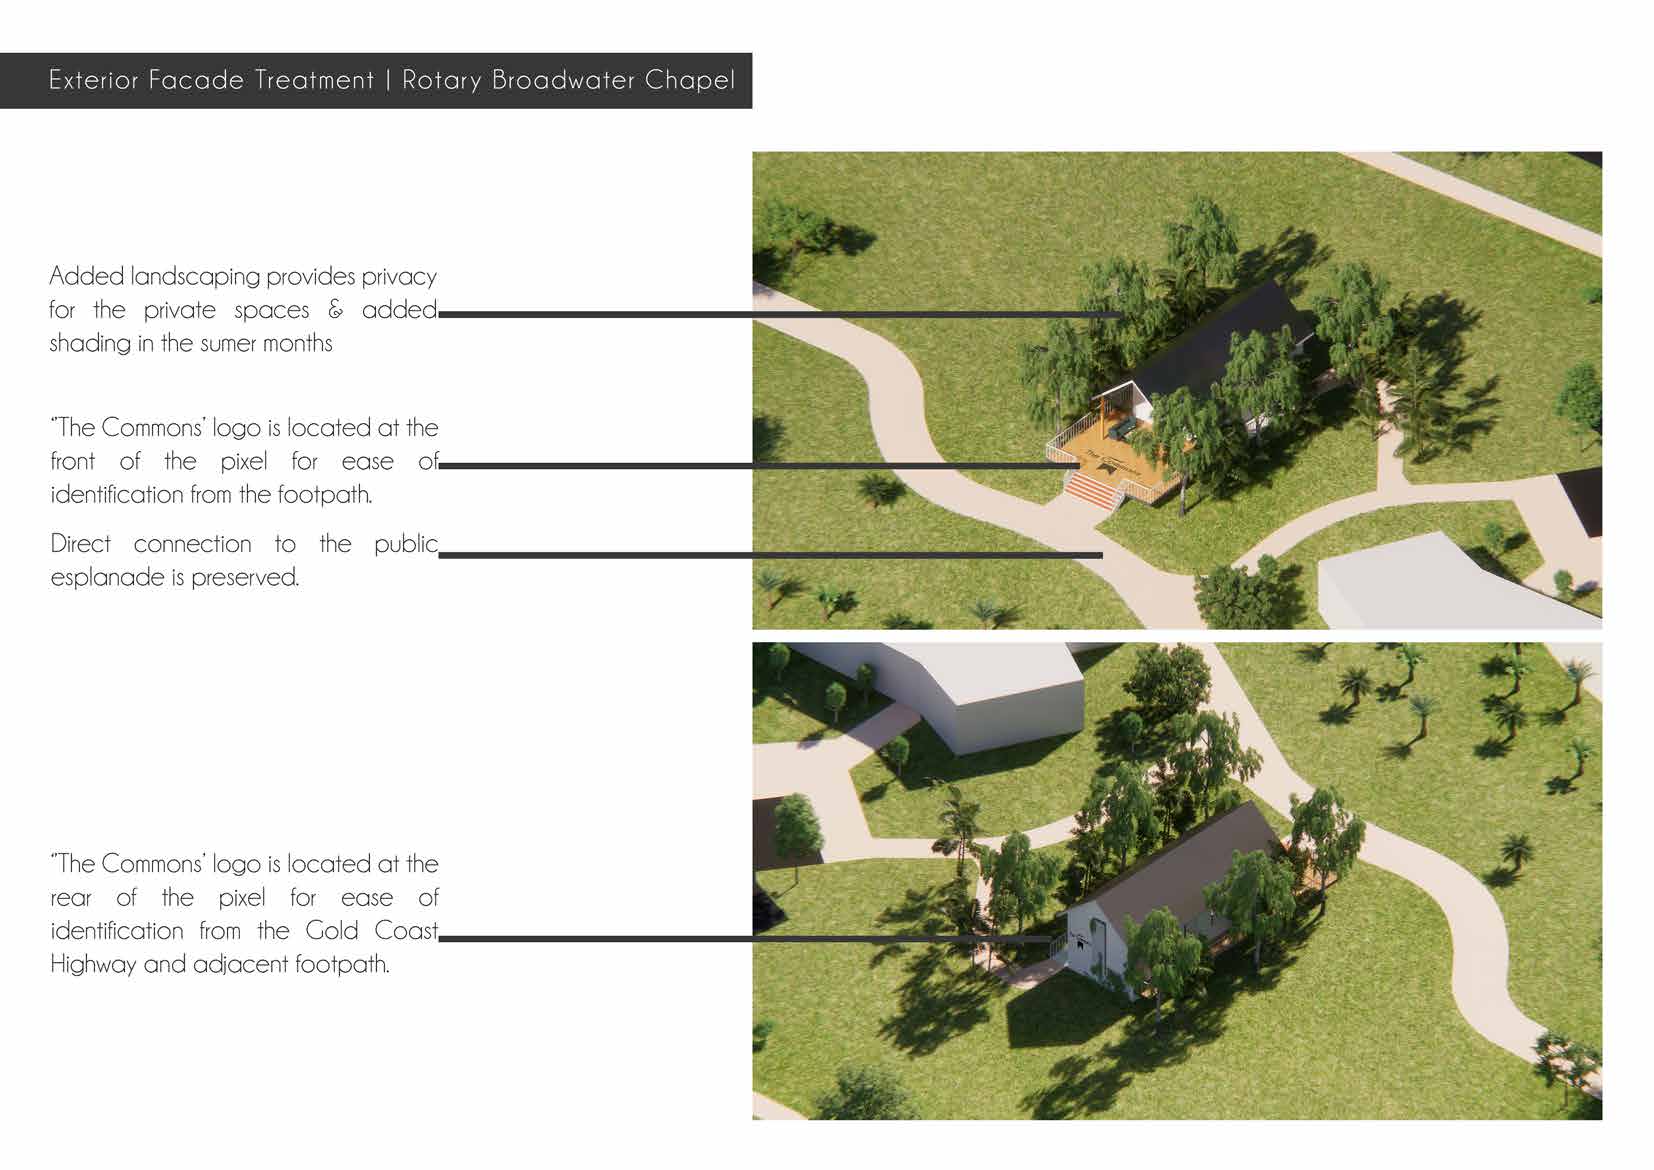 Exterior Facade Treatment | Rotary Broadwater Chapel
Added landscaping provides privacy
for the private spaces & added
shading in the sumer months
‘'The Commons' logo is located at the
front of the pixel for ease of
identification from the footpath.
Direct connection to the public
esplanade is preserved.
‘'The Commons' logo is located at the
rear of the pixel for ease of
identification from the Gold Coast
Highway and adjacent footpath.
The Commons